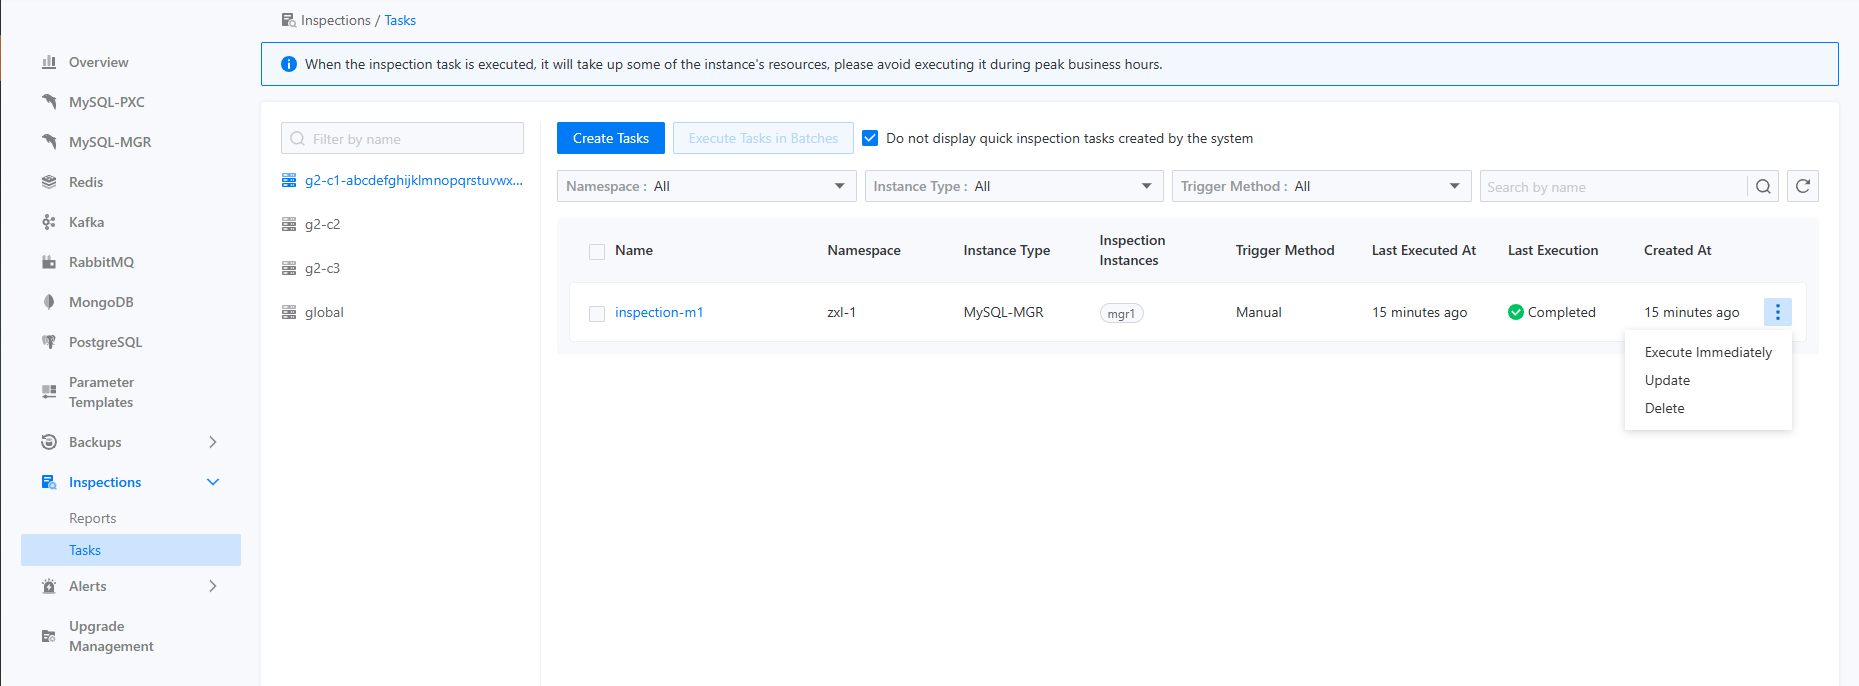 Inspections / Tasks
Overview
MySQL-PXC
MySQL-MGR
Redis
Kafka
RabbitMQ
MongoDB
PostgreSQL
Parameter
Templates
Backups
Inspections
Reports
Tasks
Alerts
Upgrade
Management
When the inspection task is executed, it will take up some of the instance's resources, please avoid executing it during peak business hours.
Filter by name
g2-c1-abcdefghijklmnopqrstuvwx...
g2-c2
g2-c3
global
Create Tasks
Execute Tasks in Batches
Do not display quick inspection tasks created by the system
Namespace : All
Instance Type : All
Trigger Method : All
Search by name
Name
Namespace
Instance Type
Inspection
Instances
Trigger Method
Last Executed At
Last Execution
Created At
inspection-m1
zxl-1
MySQL-MGR
mgr1
Manual
15 minutes ago
Completed
15 minutes ago
Execute Immediately
Update
Delete